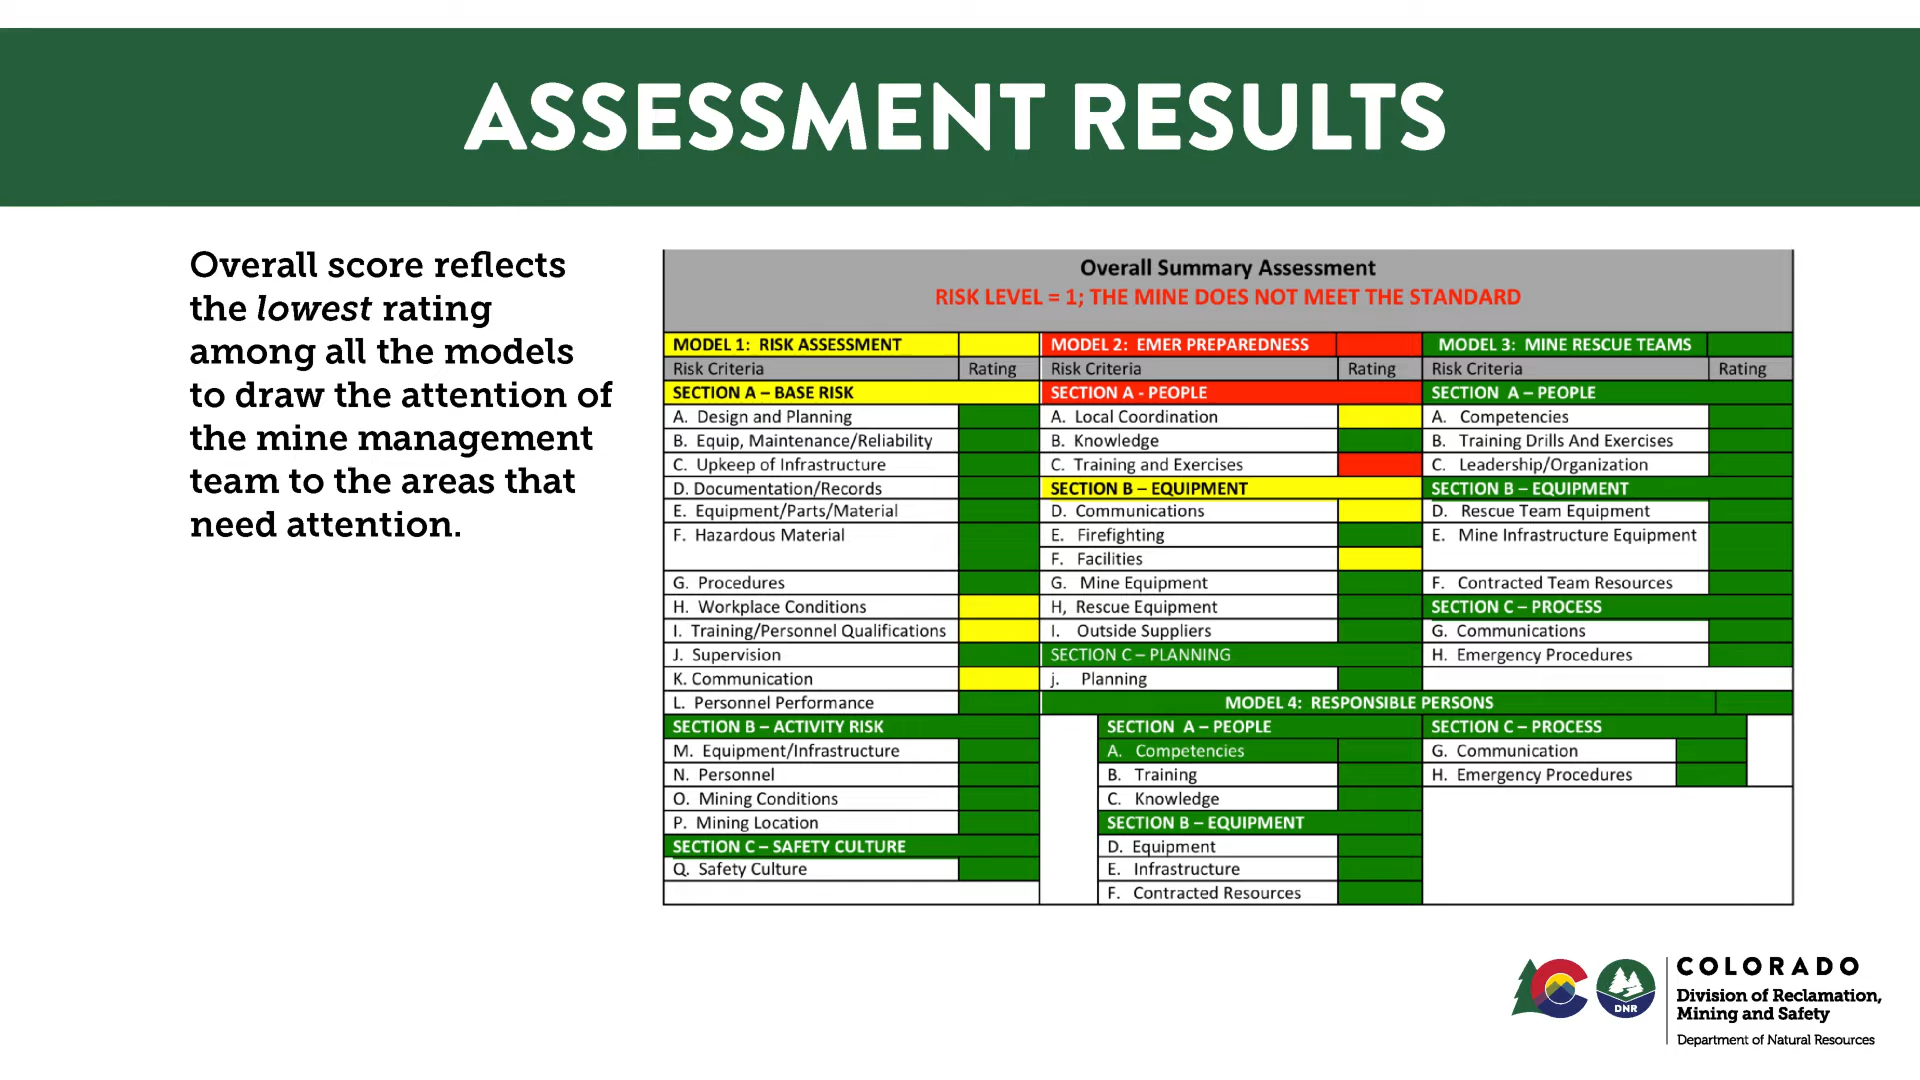 ASSESSMENT RESULTS
Overall score reflects
the lowest rating
among all the models
to draw the attention of
the mine management
team to the areas that
need attention.
Overall Summary Assessment
RISK LEVEL = 1; THE MINE DOES NOT MEET THE STANDARD
MODEL 1: RISK ASSESSMENT
Risk Criteria Rating
SECTION A – BASE RISK
A. Design and Planning
B. Equip, Maintenance/Reliability
C. Upkeep of Infrastructure
D. Documentation/Records
E. Equipment/Parts/Material
F. Hazardous Material
G. Procedures
H. Workplace Conditions
I. Training/Personnel Qualifications
J. Supervision
K. Communication
L. Personnel Performance
SECTION B – ACTIVITY RISK
M. Equipment/Infrastructure
N. Personnel
O. Mining Conditions
P. Mining Location
SECTION C – SAFETY CULTURE
Q. Safety Culture
MODEL 2: EMER PREPAREDNESS
Risk Criteria Rating
SECTION A - PEOPLE
A. Local Coordination
B. Knowledge
C. Training and Exercises
SECTION B – EQUIPMENT
D. Communications
E. Firefighting
F. Facilities
G. Mine Equipment
H, Rescue Equipment
I. Outside Suppliers
SECTION C – PLANNING
j. Planning
MODEL 3: MINE RESCUE TEAMS
Risk Criteria Rating
SECTION A – PEOPLE
A. Competencies
B. Training Drills And Exercises
C. Leadership/Organization
SECTION B – EQUIPMENT
D. Rescue Team Equipment
E. Mine Infrastructure Equipment
F. Contracted Team Resources
SECTION C – PROCESS
G. Communications
H. Emergency Procedures
MODEL 4: RESPONSIBLE PERSONS
SECTION A – PEOPLE
A. Competencies
B. Training
C. Knowledge
SECTION B – EQUIPMENT
D. Equipment
E. Infrastructure
F. Contracted Resources
SECTION C – PROCESS
G. Communication
H. Emergency Procedures
DNR
COLORADO
Division of Reclamation,
Mining and Safety
Department of Natural Resources